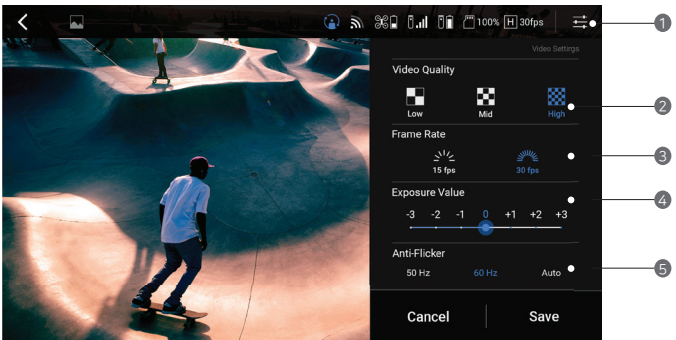 100% H 30fps
1
Video Settings
Video Quality
Low Mid High
2
Frame Rate
15 fps 30 fps
3
Exposure Value
4
-3 -2 -1 0 +1 +2 +3
Anti-Flicker
50 Hz 60 Hz Auto
5
Cancel Save